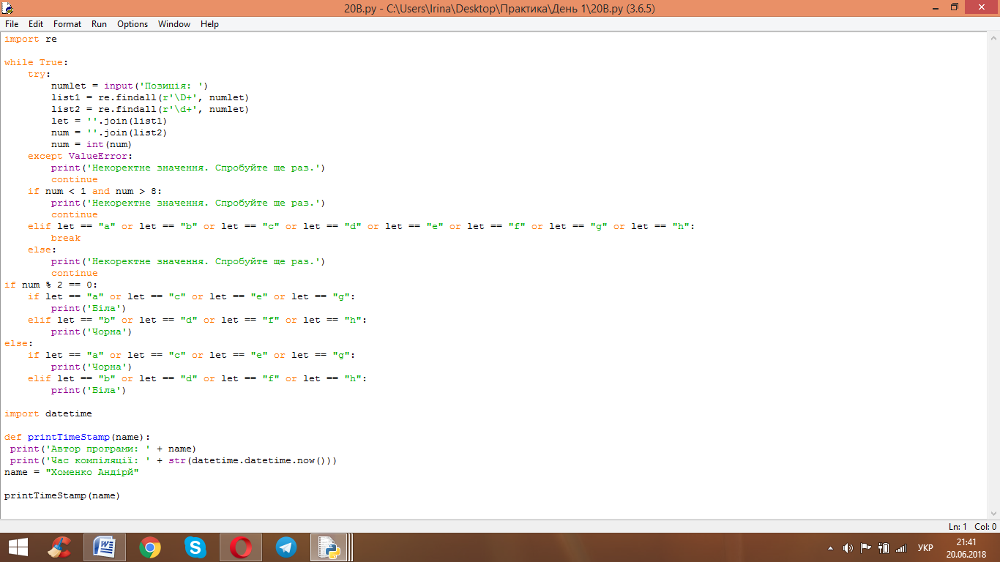 20B.py - C:\Users\Irina\Desktop\Практика\День 1\20B.py (3.6.5)
File Edit Format Run Options Window Help
import re

while True:
    try:
        numlet = input('Позиція: ')
        list1 = re.findall(r'\D+', numlet)
        list2 = re.findall(r'\d+', numlet)
        let = ''.join(list1)
        num = ''.join(list2)
        num = int(num)
    except ValueError:
        print('Некоректне значення. Спробуйте ще раз.')
        continue
    if num < 1 and num > 8:
        print('Некоректне значення. Спробуйте ще раз.')
        continue
    elif let == "a" or let == "b" or let == "c" or let == "d" or let == "e" or let == "f" or let == "g" or let == "h":
        break
    else:
        print('Некоректне значення. Спробуйте ще раз.')
        continue
if num % 2 == 0:
    if let == "a" or let == "c" or let == "e" or let == "g":
        print('Біла')
    elif let == "b" or let == "d" or let == "f" or let == "h":
        print('Чорна')
else:
    if let == "a" or let == "c" or let == "e" or let == "g":
        print('Чорна')
    elif let == "b" or let == "d" or let == "f" or let == "h":
        print('Біла')

import datetime

def printTimeStamp(name):
 print('Автор програми: ' + name)
 print('Час компіляції: ' + str(datetime.datetime.now()))
name = "Хоменко Андірй"

printTimeStamp(name)
Ln: 1 Col: 0
УКР
21:41
20.06.2018